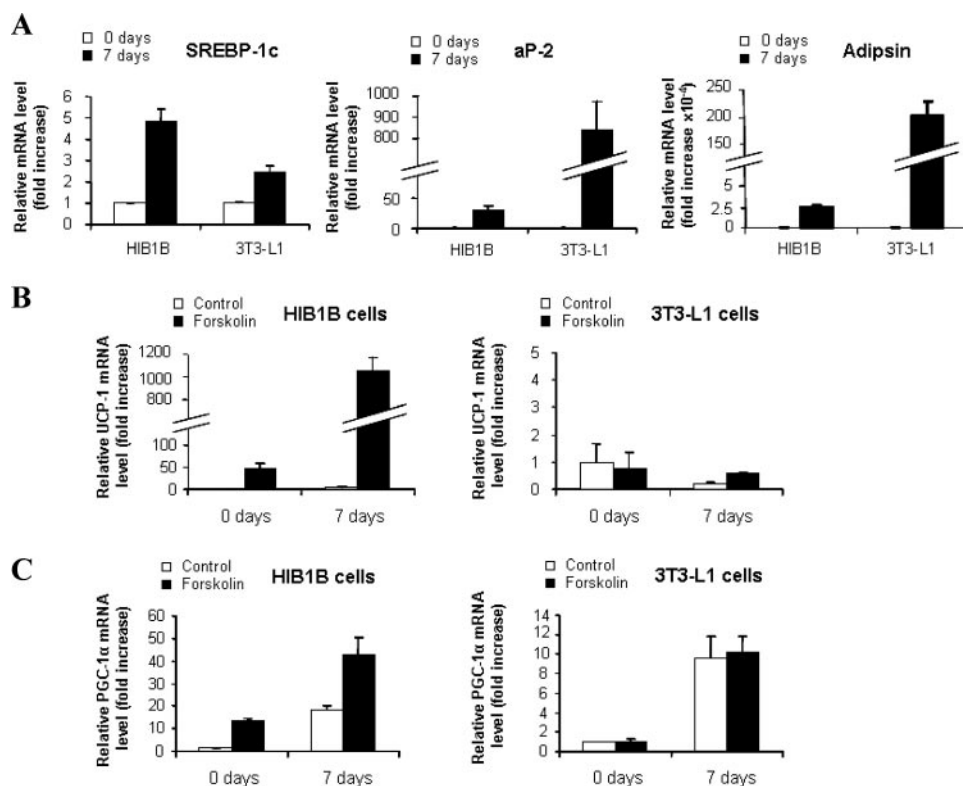 A
0 days
7 days
SREBP-1c
Relative mRNA level
(fold increase)
6
5
4
3
2
1
0
HIB1B
3T3-L1
0 days
7 days
aP-2
Relative mRNA level
(fold increase)
1000
800
50
0
HIB1B
3T3-L1
0 days
7 days
Adipsin
Relative mRNA level
(fold increase x10⁻⁴)
250
200
150
5
2.5
0
HIB1B
3T3-L1
B
Control
Forskolin
HIB1B cells
Relative UCP-1 mRNA
level (fold increase)
1200
1000
800
100
50
0
0 days
7 days
Control
Forskolin
3T3-L1 cells
Relative UCP-1 mRNA
level (fold increase)
5
4
3
2
1
0
0 days
7 days
C
Control
Forskolin
HIB1B cells
Relative PGC-1α mRNA
level (fold increase)
60
50
40
30
20
10
0
0 days
7 days
Control
Forskolin
3T3-L1 cells
Relative PGC-1α mRNA
level (fold increase)
14
12
10
8
6
4
2
0
0 days
7 days